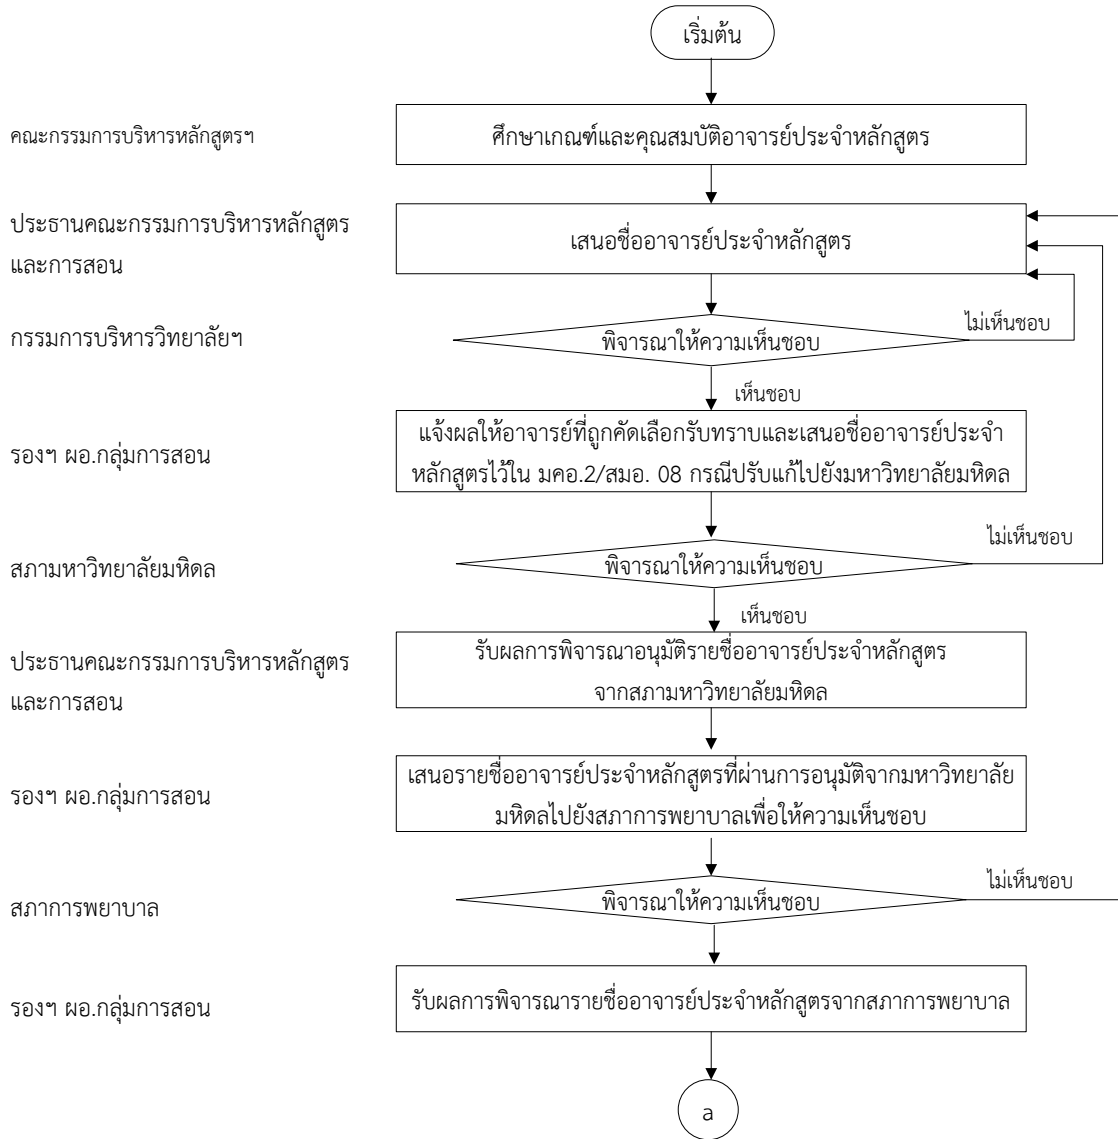 เริ่มต้น
คณะกรรมการบริหารหลักสูตรฯ
ศึกษาเกณฑ์และคุณสมบัติอาจารย์ประจำหลักสูตร
ประธานคณะกรรมการบริหารหลักสูตร
และการสอน
เสนอชื่ออาจารย์ประจำหลักสูตร
กรรมการบริหารวิทยาลัยฯ
พิจารณาให้ความเห็นชอบ
ไม่เห็นชอบ
เห็นชอบ
รองฯ ผอ.กลุ่มการสอน
แจ้งผลให้อาจารย์ที่ถูกคัดเลือกรับทราบและเสนอชื่ออาจารย์ประจำ
หลักสูตรไว้ใน มคอ.2/สมอ. 08 กรณีปรับแก้ไปยังมหาวิทยาลัยมหิดล
สภามหาวิทยาลัยมหิดล
พิจารณาให้ความเห็นชอบ
ไม่เห็นชอบ
เห็นชอบ
ประธานคณะกรรมการบริหารหลักสูตร
และการสอน
รับผลการพิจารณาอนุมัติรายชื่ออาจารย์ประจำหลักสูตร
จากสภามหาวิทยาลัยมหิดล
รองฯ ผอ.กลุ่มการสอน
เสนอรายชื่ออาจารย์ประจำหลักสูตรที่ผ่านการอนุมัติจากมหาวิทยาลัย
มหิดลไปยังสภาการพยาบาลเพื่อให้ความเห็นชอบ
สภาการพยาบาล
พิจารณาให้ความเห็นชอบ
ไม่เห็นชอบ
รองฯ ผอ.กลุ่มการสอน
รับผลการพิจารณารายชื่ออาจารย์ประจำหลักสูตรจากสภาการพยาบาล
a